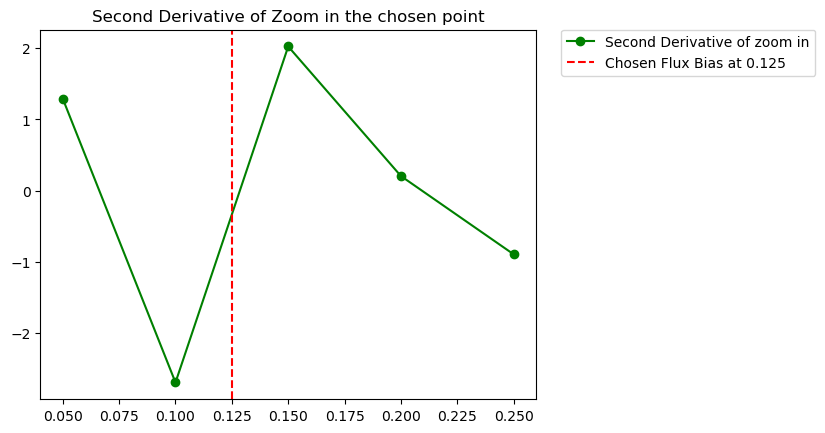 Second Derivative of Zoom in the chosen point
Second Derivative of zoom in
Chosen Flux Bias at 0.125
2
1
0
−1
−2
0.050 0.075 0.100 0.125 0.150 0.175 0.200 0.225 0.250